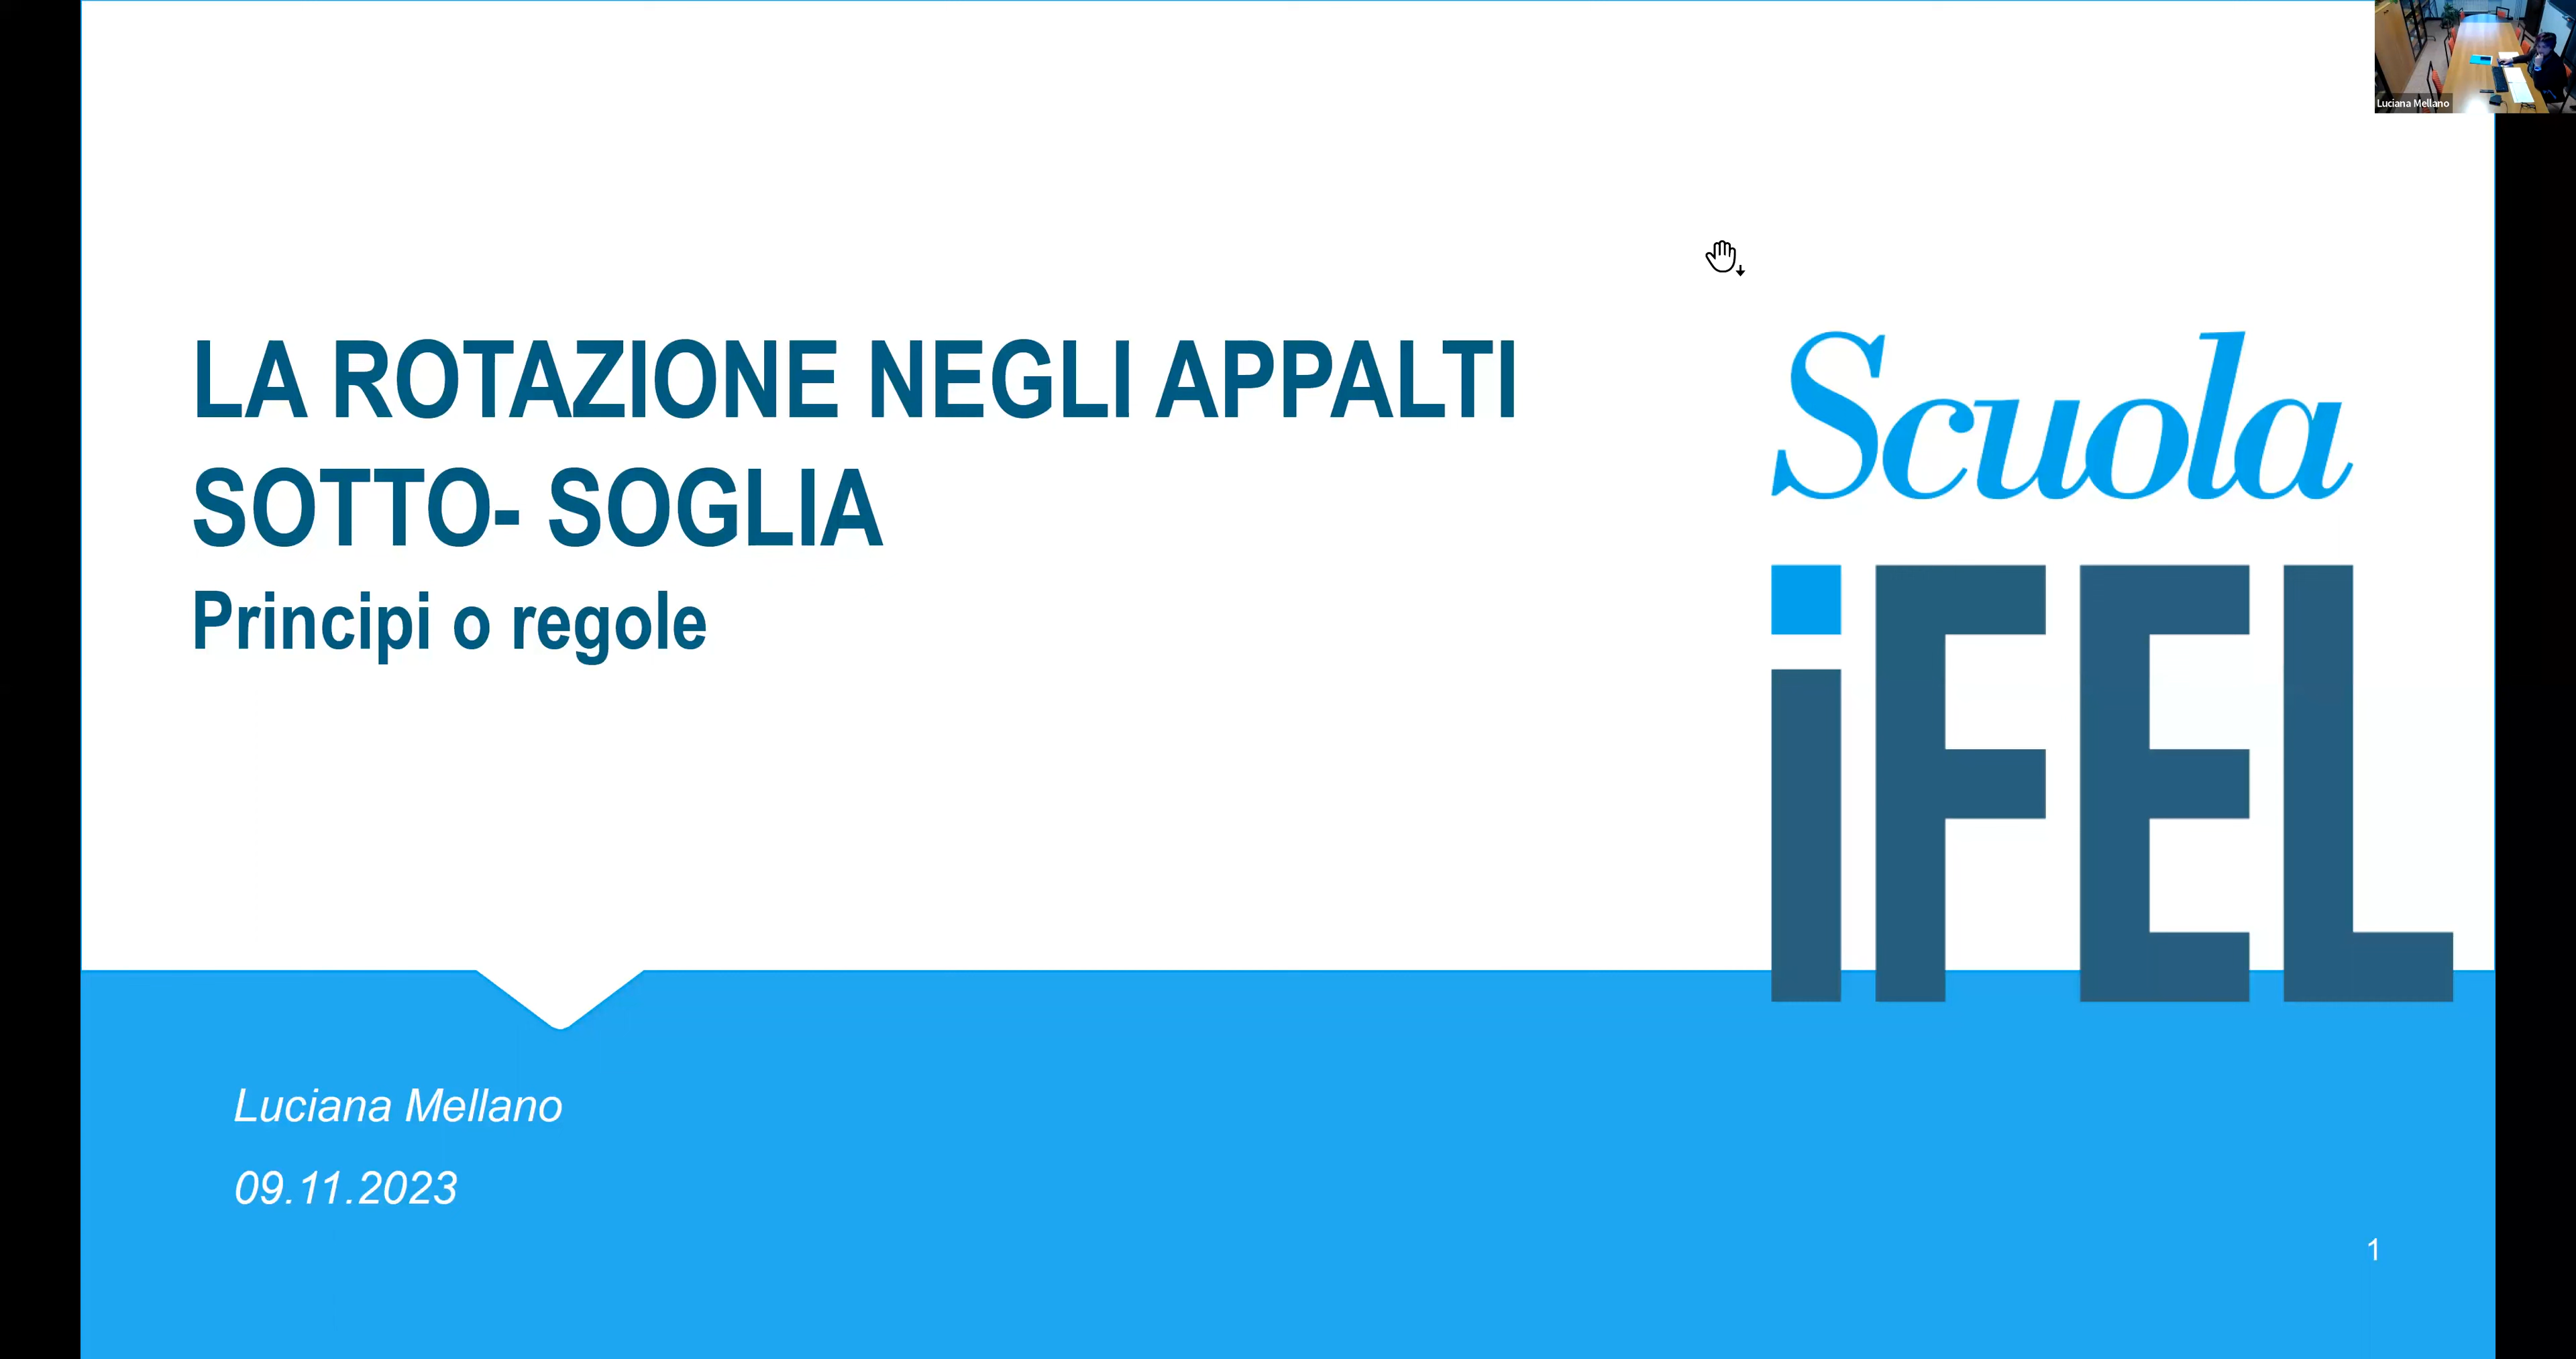 Luciana Mellano
LA ROTAZIONE NEGLI APPALTI
SOTTO- SOGLIA
Principi o regole
Scuola
iFEL
Luciana Mellano
09.11.2023
1